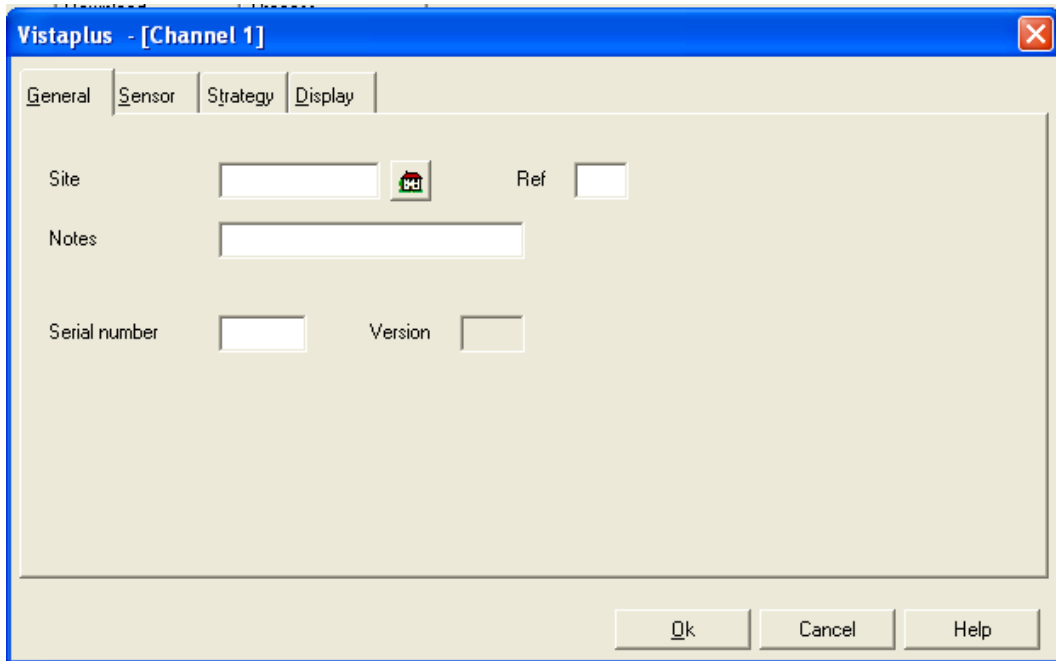 Vistaplus - [Channel 1]
General Sensor Strategy Display
Site Ref
Notes
Serial number Version
Ok Cancel Help